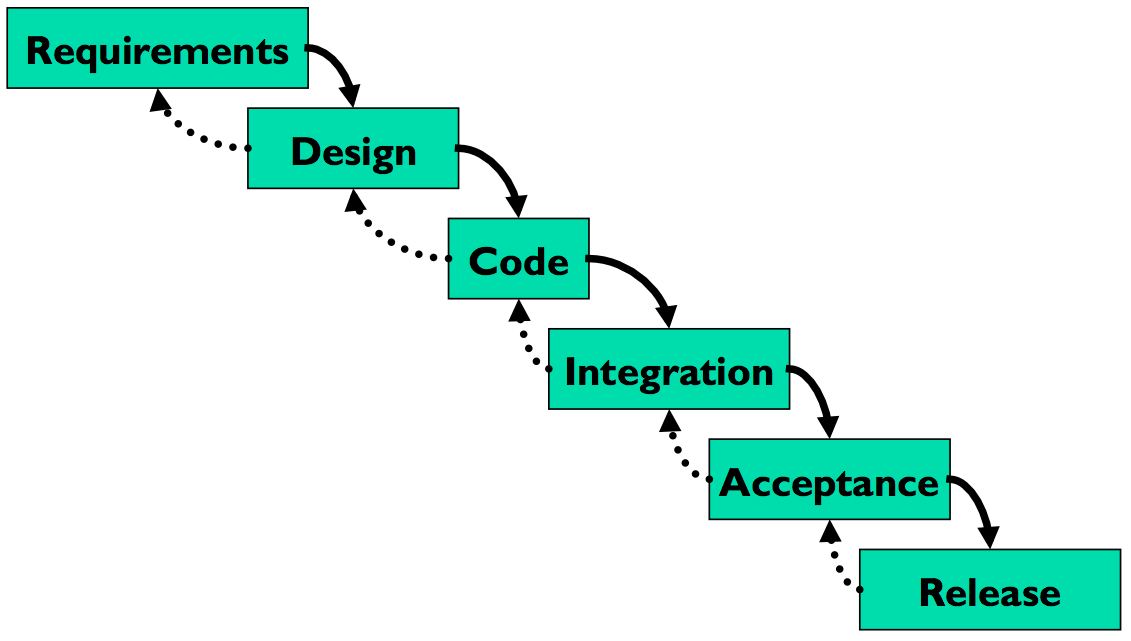 Requirements
Design
Code
Integration
Acceptance
Release